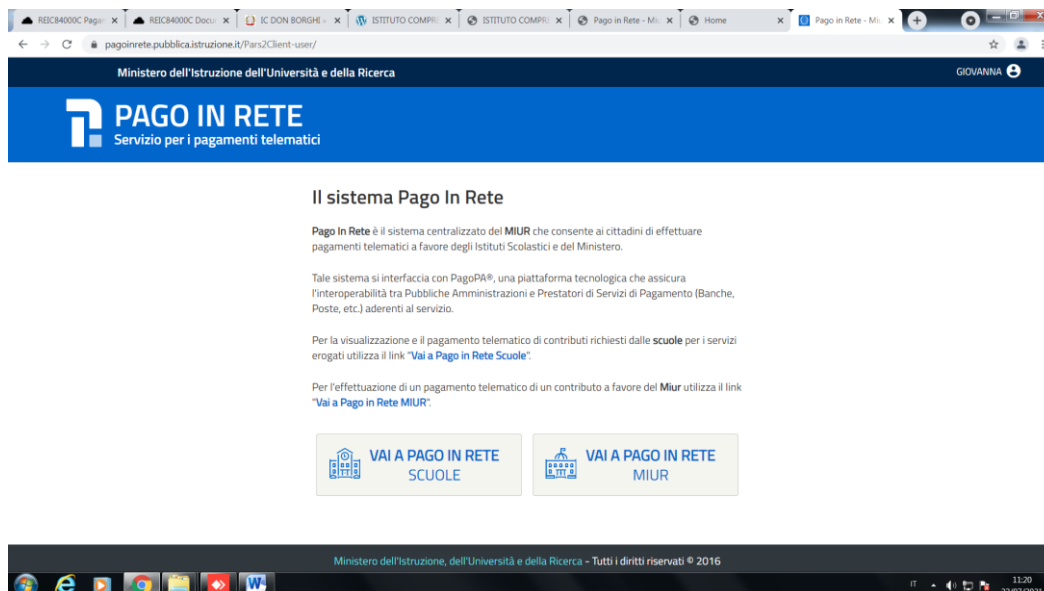 REIC84000C Pagar
REIC84000C Docur
IC DON BORGHI –
ISTITUTO COMPRE
ISTITUTO COMPRE
Pago in Rete - Mi
Home
Pago in Rete - Mi
pagoinrete.pubblica.istruzione.it/Pars2Client-user/
Ministero dell'Istruzione dell'Università e della Ricerca
GIOVANNA
PAGO IN RETE
Servizio per i pagamenti telematici
Il sistema Pago In Rete
Pago In Rete è il sistema centralizzato del MIUR che consente ai cittadini di effettuare
pagamenti telematici a favore degli Istituti Scolastici e del Ministero.
Tale sistema si interfaccia con PagoPA®, una piattaforma tecnologica che assicura
l'interoperabilità tra Pubbliche Amministrazioni e Prestatori di Servizi di Pagamento (Banche,
Poste, etc.) aderenti al servizio.
Per la visualizzazione e il pagamento telematico di contributi richiesti dalle scuole per i servizi
erogati utilizza il link "Vai a Pago in Rete Scuole".
Per l'effettuazione di un pagamento telematico di un contributo a favore del Miur utilizza il link
"Vai a Pago in Rete MIUR".
VAI A PAGO IN RETE
SCUOLE
VAI A PAGO IN RETE
MIUR
Ministero dell'Istruzione, dell'Università e della Ricerca - Tutti i diritti riservati © 2016
IT
11:20